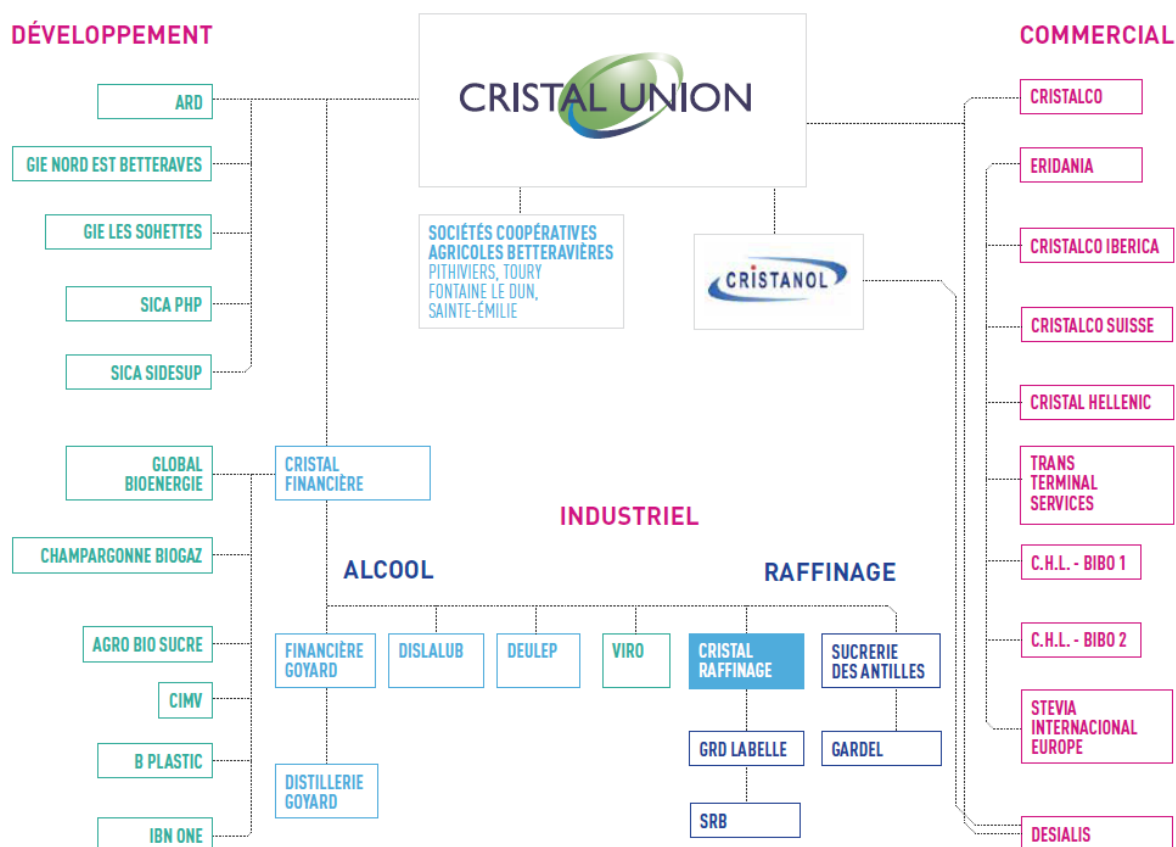 DÉVELOPPEMENT
ARD
GIE NORD EST BETTERAVES
GIE LES SOHETTES
SICA PHP
SICA SIDESUP
GLOBAL
BIOENERGIE
CHAMPARGONNE BIOGAZ
AGRO BIO SUCRE
CIMV
B PLASTIC
IBN ONE
CRISTAL UNION
SOCIÉTÉS COOPÉRATIVES
AGRICOLES BETTERAVIÈRES
PITHIVIERS, TOURY
FONTAINE LE DUN,
SAINTE-ÉMILIE
CRISTANOL
CRISTAL
FINANCIÈRE
INDUSTRIEL
ALCOOL
RAFFINAGE
FINANCIÈRE
GOYARD
DISLALUB
DEULEP
VIRO
CRISTAL
RAFFINAGE
SUCRERIE
DES ANTILLES
DISTILLERIE
GOYARD
GRD LABELLE
GARDEL
SRB
COMMERCIAL
CRISTALCO
ERIDANIA
CRISTALCO IBERICA
CRISTALCO SUISSE
CRISTAL HELLENIC
TRANS
TERMINAL
SERVICES
C.H.L. - BIBO 1
C.H.L. - BIBO 2
STEVIA
INTERNACIONAL
EUROPE
DESIALIS